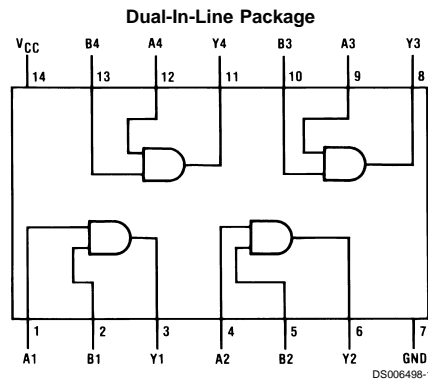 Dual-In-Line Package
VCC B4 A4 Y4 B3 A3 Y3
14 13 12 11 10 9 8
1 2 3 4 5 6 7
A1 B1 Y1 A2 B2 Y2 GND